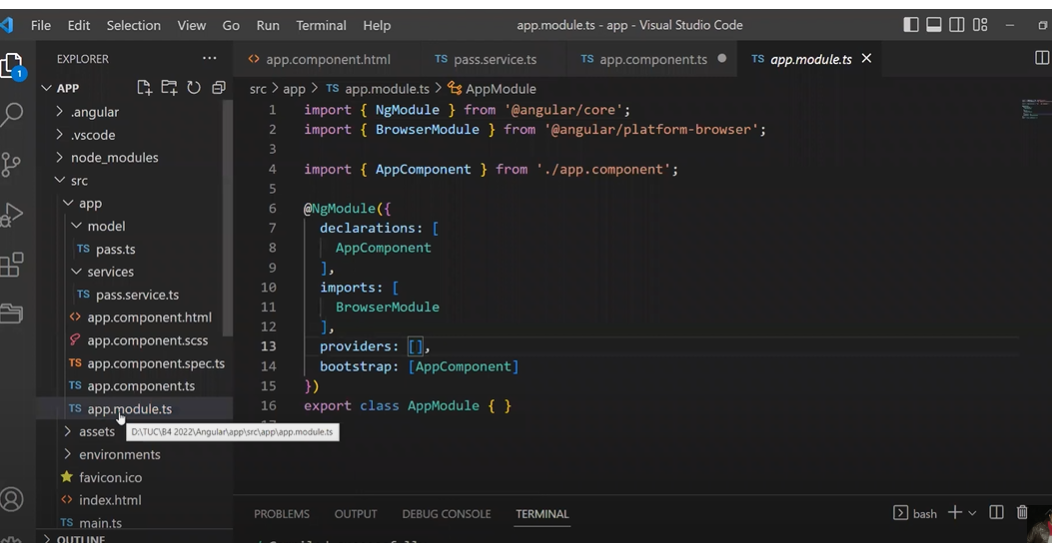 File Edit Selection View Go Run Terminal Help
app.module.ts - app - Visual Studio Code
1
EXPLORER
APP
.angular
.vscode
node_modules
src
app
model
TS pass.ts
services
TS pass.service.ts
<> app.component.html
app.component.scss
TS app.component.spec.ts
TS app.component.ts
TS app.module.ts
assets
D:\TUC\B4 2022\Angular\app\src\app\app.module.ts
environments
favicon.ico
<> index.html
TS main.ts
OUTLINE
<> app.component.html TS pass.service.ts TS app.component.ts TS app.module.ts
src > app > TS app.module.ts > AppModule
1 import { NgModule } from '@angular/core';
2 import { BrowserModule } from '@angular/platform-browser';
3
4 import { AppComponent } from './app.component';
5
6 @NgModule({
7 declarations: [
8 AppComponent
9 ],
10 imports: [
11 BrowserModule
12 ],
13 providers: [],
14 bootstrap: [AppComponent]
15 })
16 export class AppModule { }
PROBLEMS OUTPUT DEBUG CONSOLE TERMINAL
bash